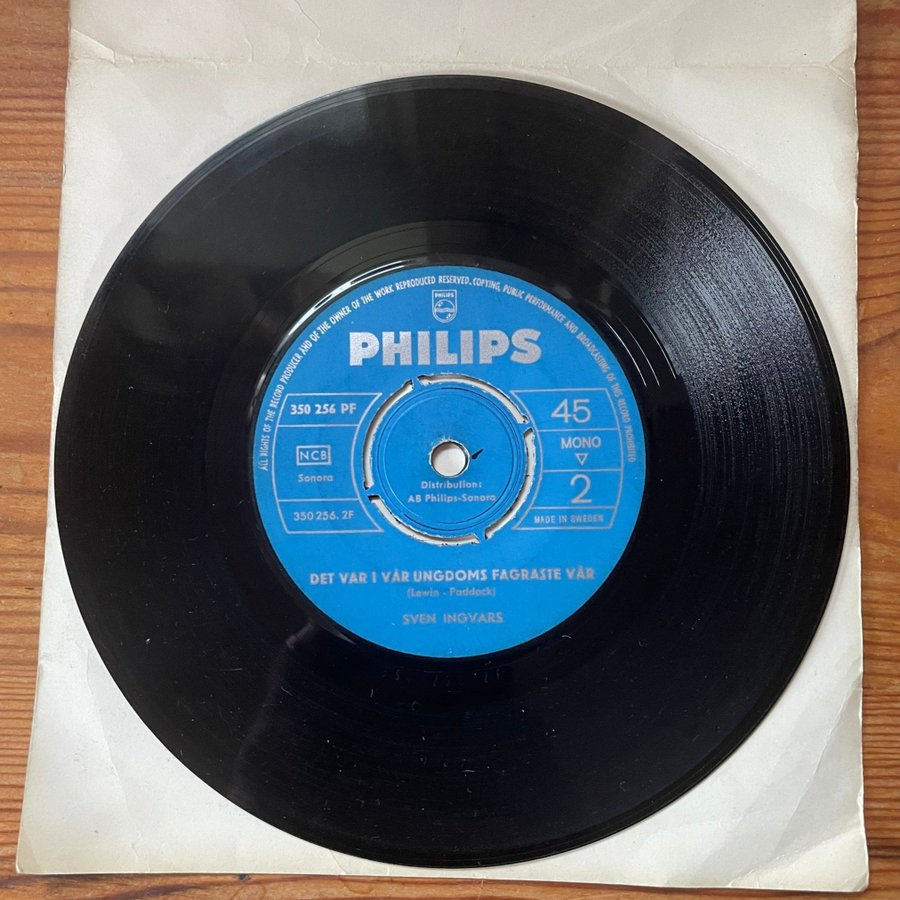 ALL RIGHTS OF THE RECORD PRODUCER AND OF THE OWNER OF THE WORK REPRODUCED RESERVED. COPYING, PUBLIC PERFORMANCE AND BROADCASTING OF THIS RECORD PROHIBITED
PHILIPS
PHILIPS
350 256 PF
NCB
Sonora
350 256.2F
45
MONO
2
MADE IN SWEDEN
Distribution:
AB Philips-Sonora
DET VAR I VÅR UNGDOMS FAGRASTE VÅR
(Lewin - Paddock)
SVEN INGVARS